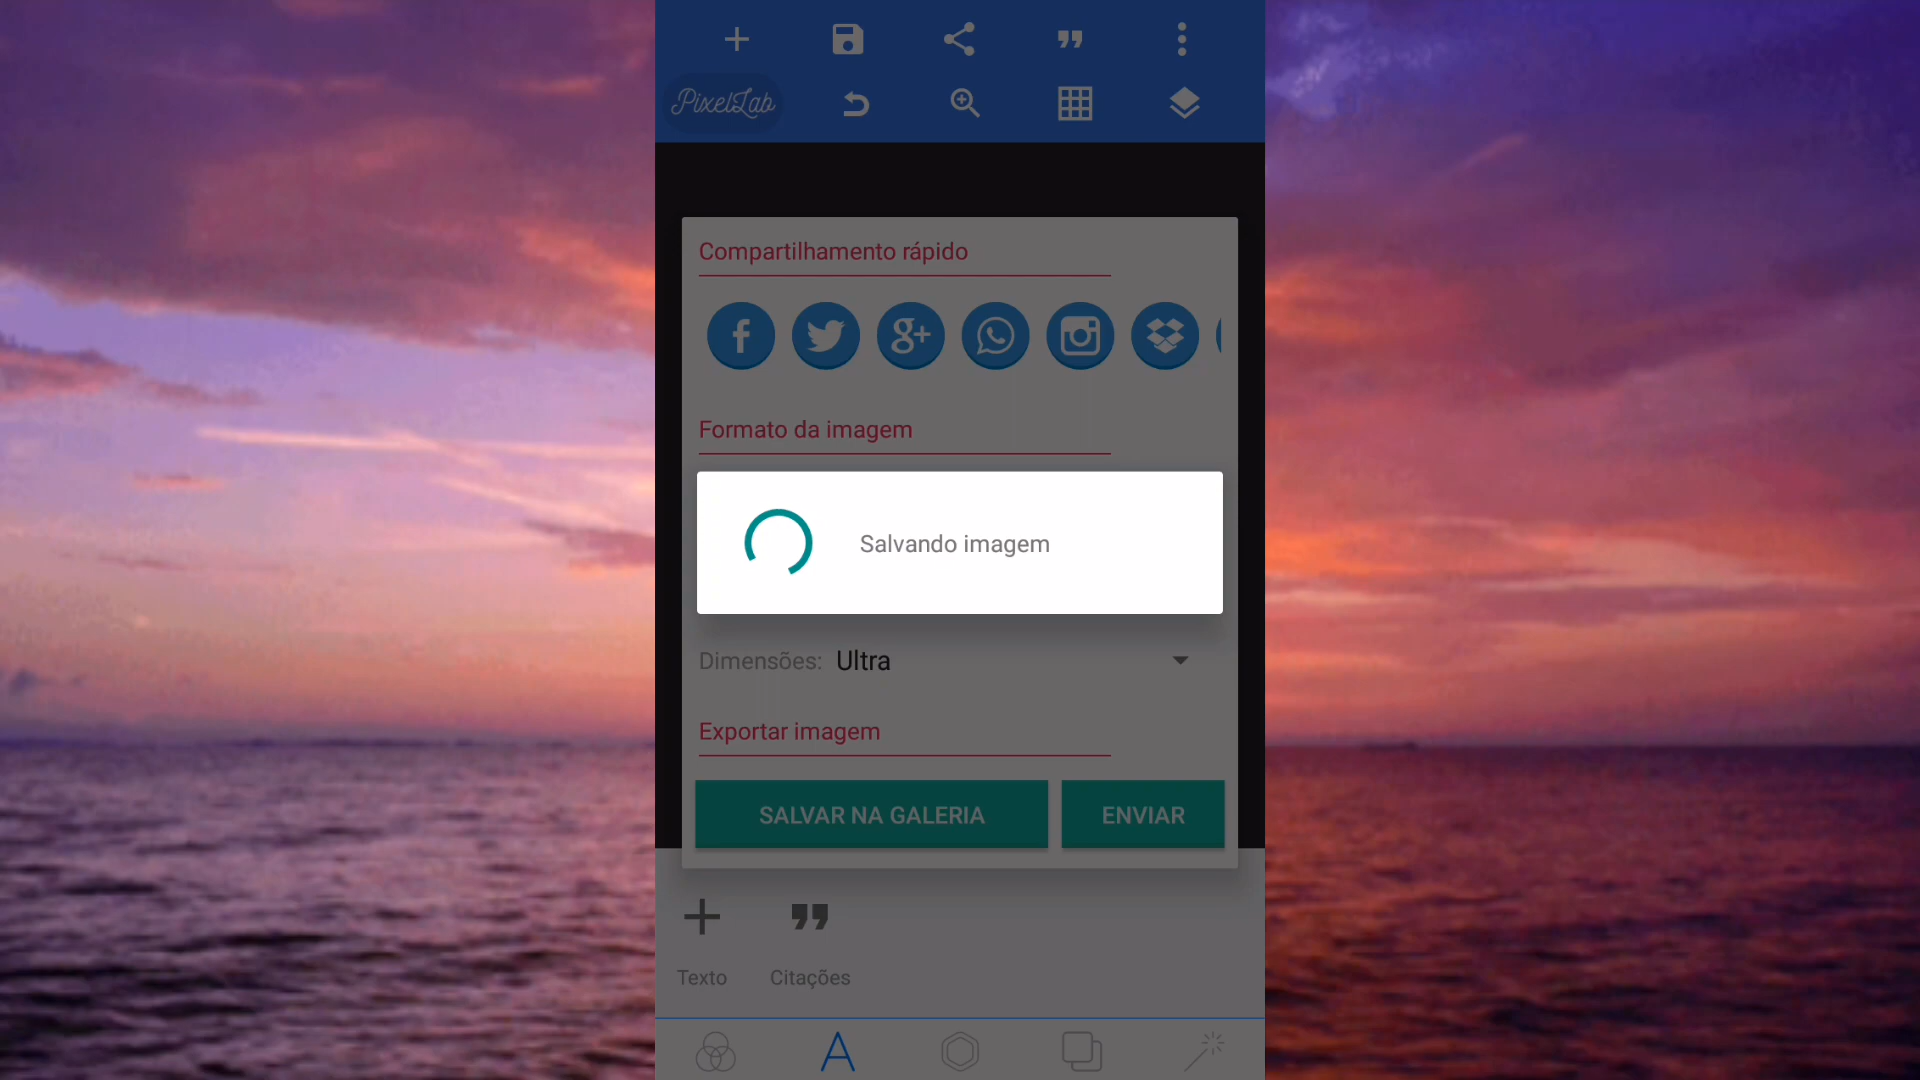 PixelLab
Compartilhamento rápido
Formato da imagem
Salvando imagem
Dimensões: Ultra
Exportar imagem
SALVAR NA GALERIA ENVIAR
Texto Citações